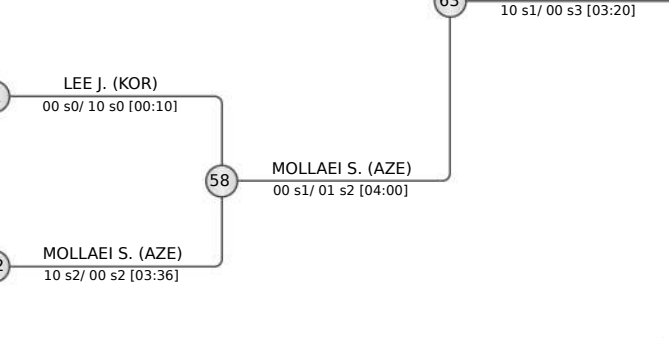 63
10 s1/ 00 s3 [03:20]
LEE J. (KOR)
00 s0/ 10 s0 [00:10]
58
MOLLAEI S. (AZE)
00 s1/ 01 s2 [04:00]
MOLLAEI S. (AZE)
10 s2/ 00 s2 [03:36]